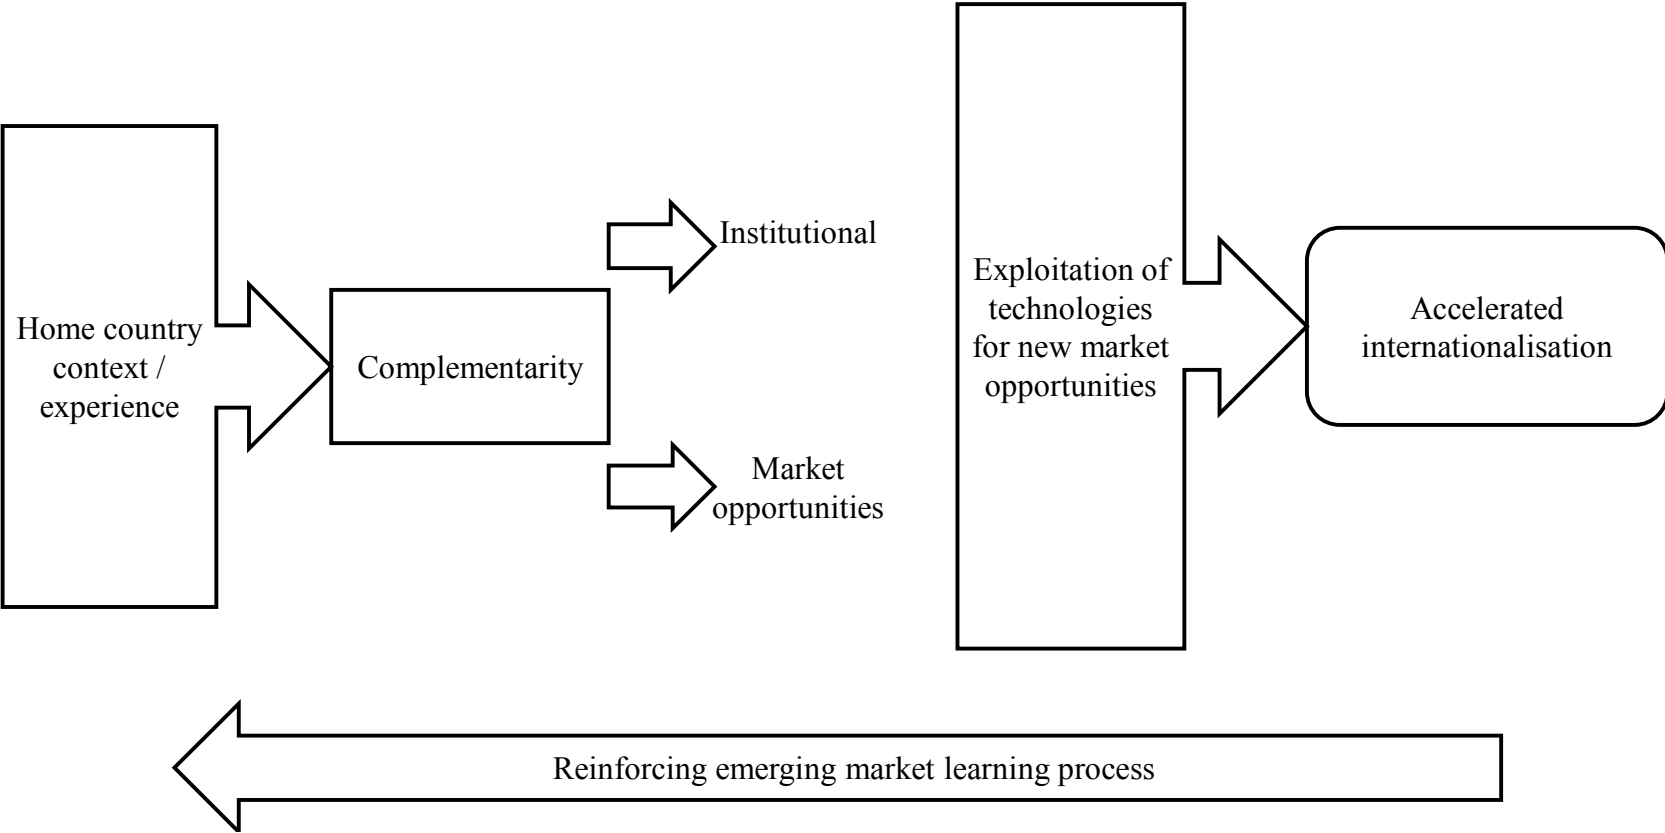 Home country
context /
experience
Complementarity
Institutional
Market
opportunities
Exploitation of
technologies
for new market
opportunities
Accelerated
internationalisation
Reinforcing emerging market learning process